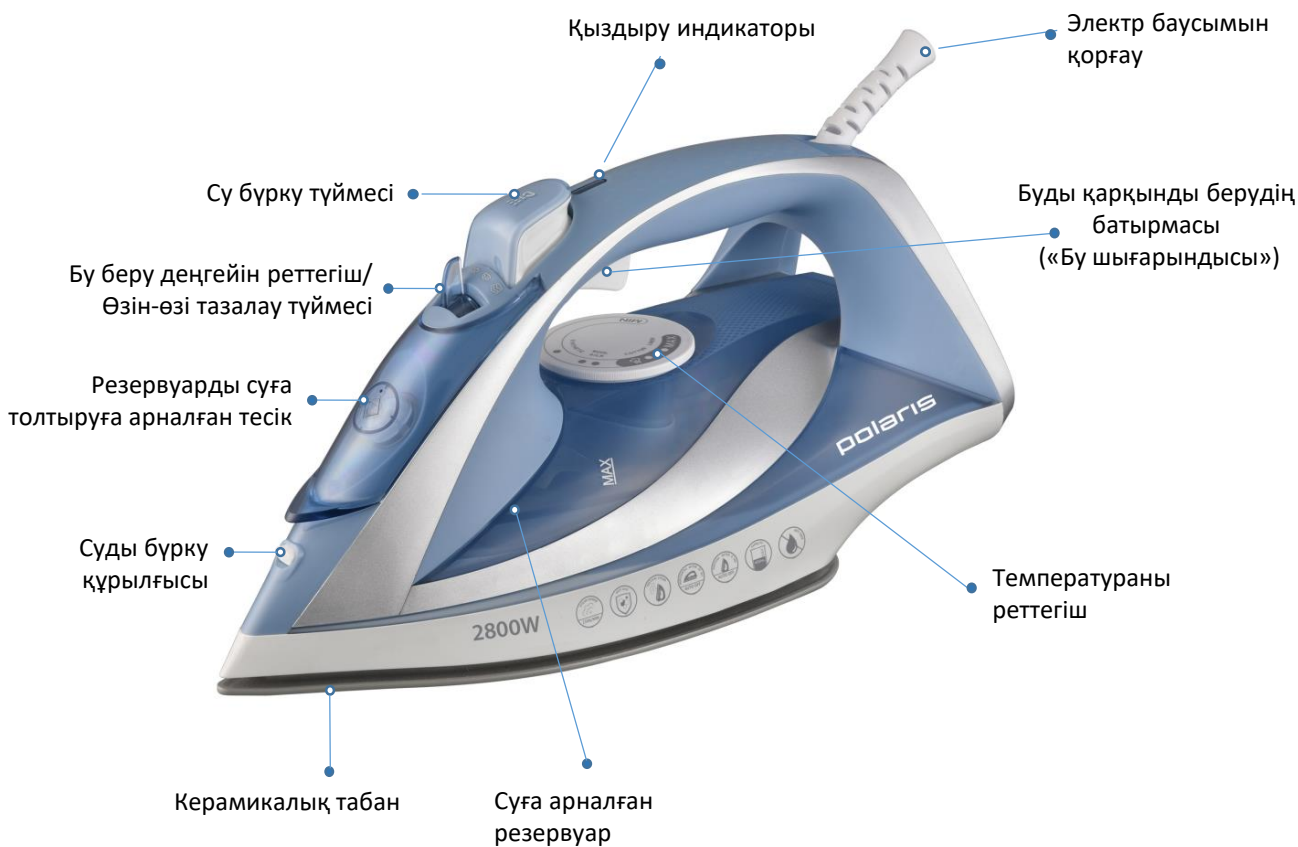 Қыздыру индикаторы
Электр баусымын
қорғау
Су бүрку түймесі
Буды қарқынды берудің
батырмасы
(«Бу шығарындысы»)
Бу беру деңгейін реттегіш/
Өзін-өзі тазалау түймесі
Резервуарды суға
толтыруға арналған тесік
MIN
MAX
polaris
MAX
Суды бүрку
құрылғысы
Температураны
реттегіш
2800W
Керамикалық табан
Суға арналған
резервуар